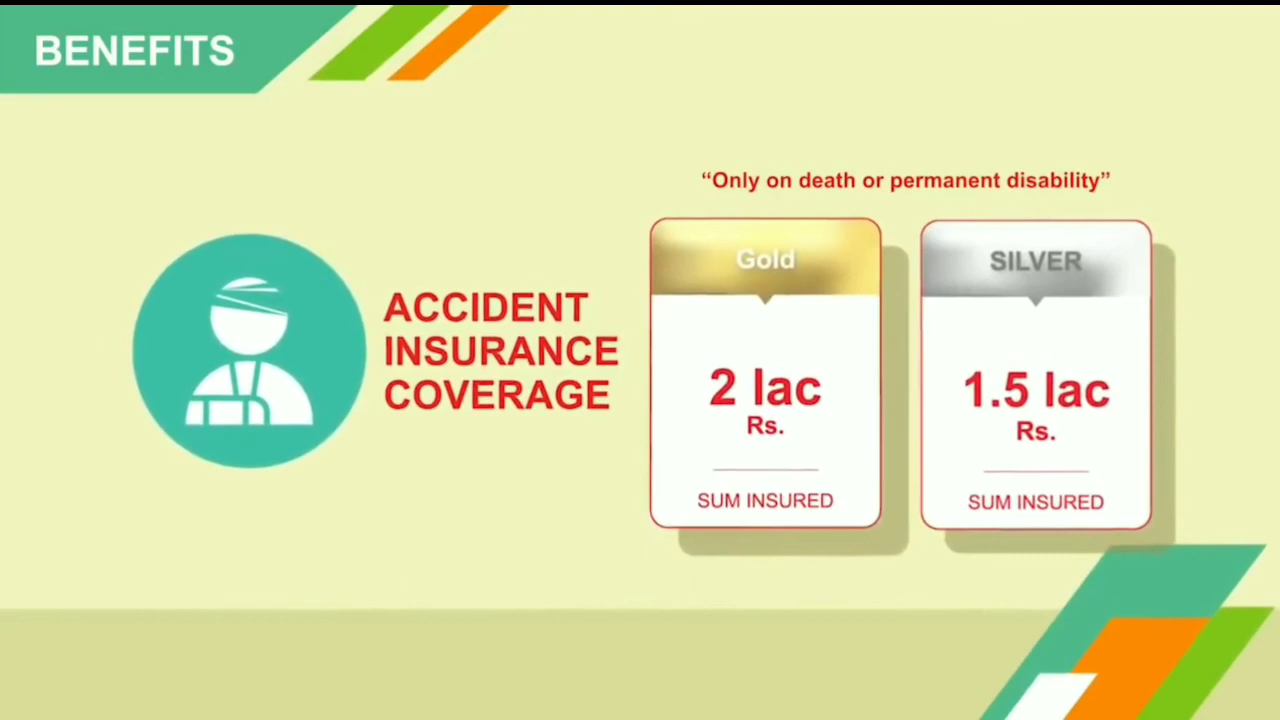 BENEFITS
“Only on death or permanent disability”
ACCIDENT
INSURANCE
COVERAGE
Gold
2 lac
Rs.
SUM INSURED
SILVER
1.5 lac
Rs.
SUM INSURED